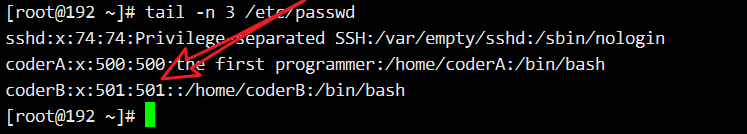 [root@192 ~]# tail -n 3 /etc/passwd
sshd:x:74:74:Privilege-separated SSH:/var/empty/sshd:/sbin/nologin
coderA:x:500:500:the first programmer:/home/coderA:/bin/bash
coderB:x:501:501::/home/coderB:/bin/bash
[root@192 ~]#